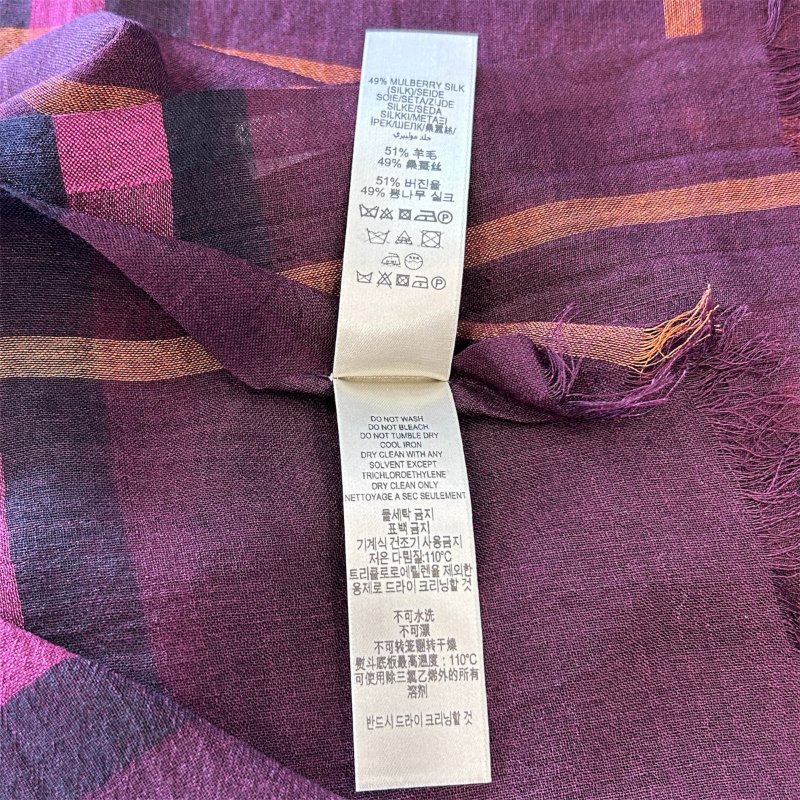 49% MULBERRY SILK
(SILK)/SEIDE
SOIE/SETA/ZIJDE
SILKE/SEDA
SILKKI/ΜΕΤΑΞΙ
İPEK/ШЕЛК/桑蠶絲/
51% 羊毛
49% 桑蚕丝
51% 버진울
49% 뽕나무 실크
DO NOT WASH
DO NOT BLEACH
DO NOT TUMBLE DRY
COOL IRON
DRY CLEAN WITH ANY
SOLVENT EXCEPT
TRICHLOROETHYLENE
DRY CLEAN ONLY
NETTOYAGE A SEC SEULEMENT
물세탁 금지
표백 금지
기계식 건조기 사용금지
저온 다림질:110°C
트리클로로에틸렌을 제외한
용제로 드라이 크리닝할 것
不可水洗
不可漂
不可转笼翻转干燥
熨斗底板最高温度：110°C
可使用除三氯乙烯外的所有
溶剂
반드시 드라이 크리닝할 것